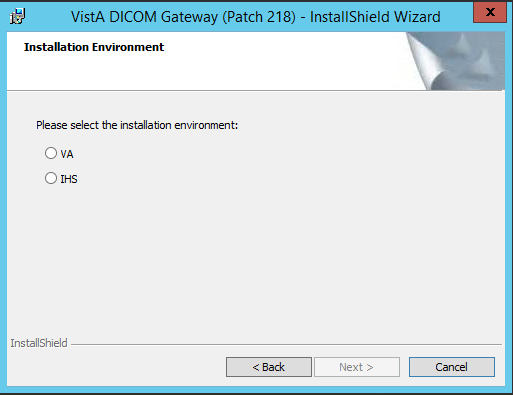 VistA DICOM Gateway (Patch 218) - InstallShield Wizard
X
Installation Environment
Please select the installation environment:
VA
IHS
InstallShield
< Back
Next >
Cancel